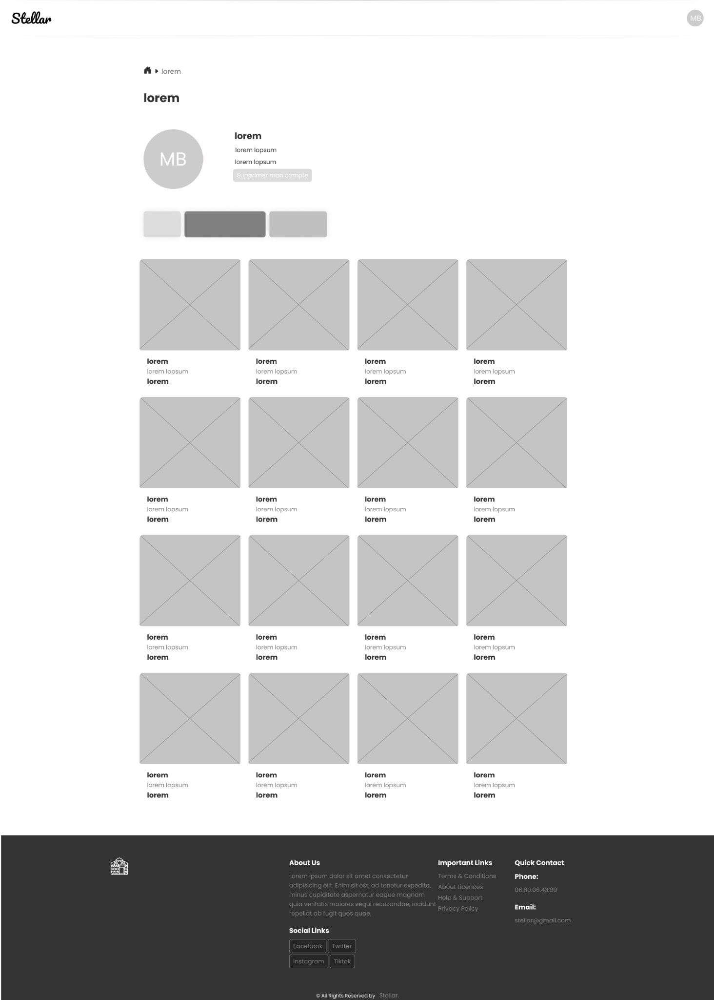 Stellar
MB
lorem
lorem
MB
lorem
lorem lopsum
lorem lopsum
Supprimer mon compte
lorem lorem lorem lorem
lorem lopsum lorem lopsum lorem lopsum lorem lopsum
lorem lorem lorem lorem
lorem lorem lorem lorem
lorem lopsum lorem lopsum lorem lopsum lorem lopsum
lorem lorem lorem lorem
lorem lorem lorem lorem
lorem lopsum lorem lopsum lorem lopsum lorem lopsum
lorem lorem lorem lorem
lorem lorem lorem lorem
lorem lopsum lorem lopsum lorem lopsum lorem lopsum
lorem lorem lorem lorem
About Us
Lorem ipsum dolor sit amet consectetur
adipisicing elit. Enim sit est, ad tenetur expedita,
minus cupiditate aspernatur eaque magnam
quia veritatis maiores sequi recusandae, incidunt
repellat ab fugit quos quae.
Social Links
Facebook Twitter
Instagram Tiktok
Important Links
Terms & Conditions
About Licences
Help & Support
Privacy Policy
Quick Contact
Phone:
06.80.06.43.99
Email:
stellar@gmail.com
© All Rights Reserved by Stellar.